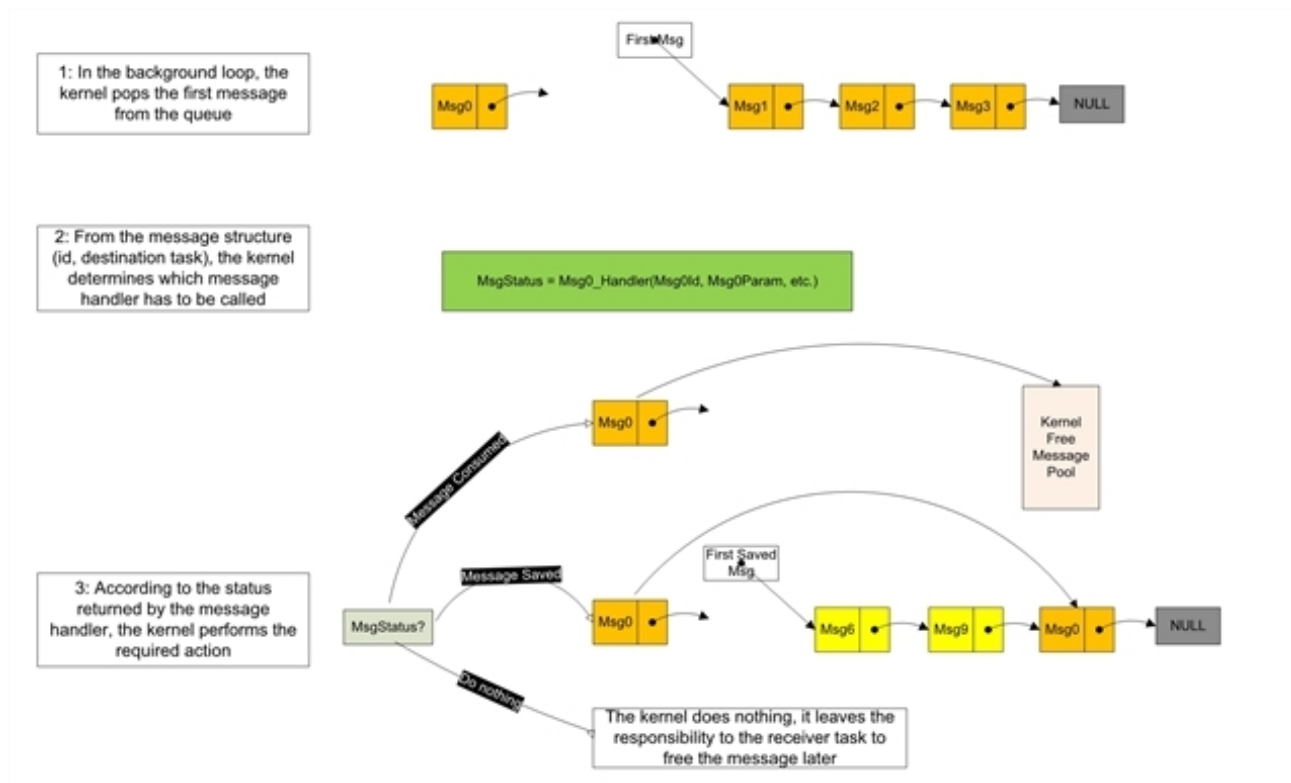 First Msg
1: In the background loop, the
kernel pops the first message
from the queue
Msg0
Msg1
Msg2
Msg3
NULL
2: From the message structure
(id, destination task), the kernel
determines which message
handler has to be called
MsgStatus = Msg0_Handler(Msg0Id, Msg0Param, etc.)
Msg0
Kernel
Free
Message
Pool
Message Consumed
First Saved
Msg
Message Saved
3: According to the status
returned by the message
handler, the kernel performs the
required action
MsgStatus?
Msg0
Msg6
Msg9
Msg0
NULL
Do nothing
The kernel does nothing, it leaves the
responsibility to the receiver task to
free the message later